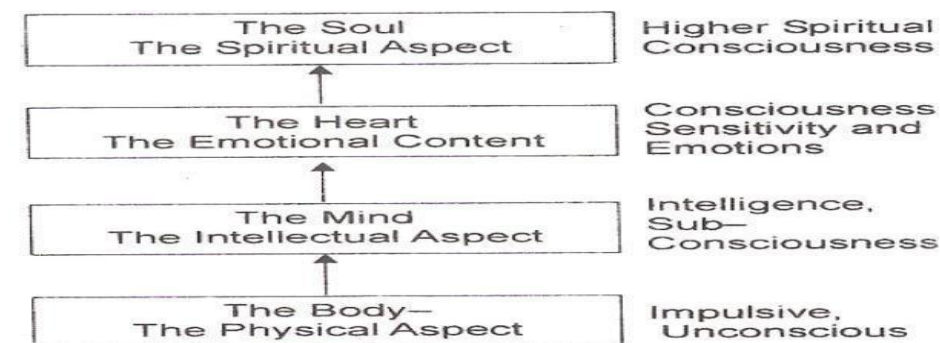 The Soul
The Spiritual Aspect
Higher Spiritual
Consciousness
The Heart
The Emotional Content
Consciousness
Sensitivity and
Emotions
The Mind
The Intellectual Aspect
Intelligence,
Sub—
Consciousness
The Body—
The Physical Aspect
Impulsive,
Unconscious